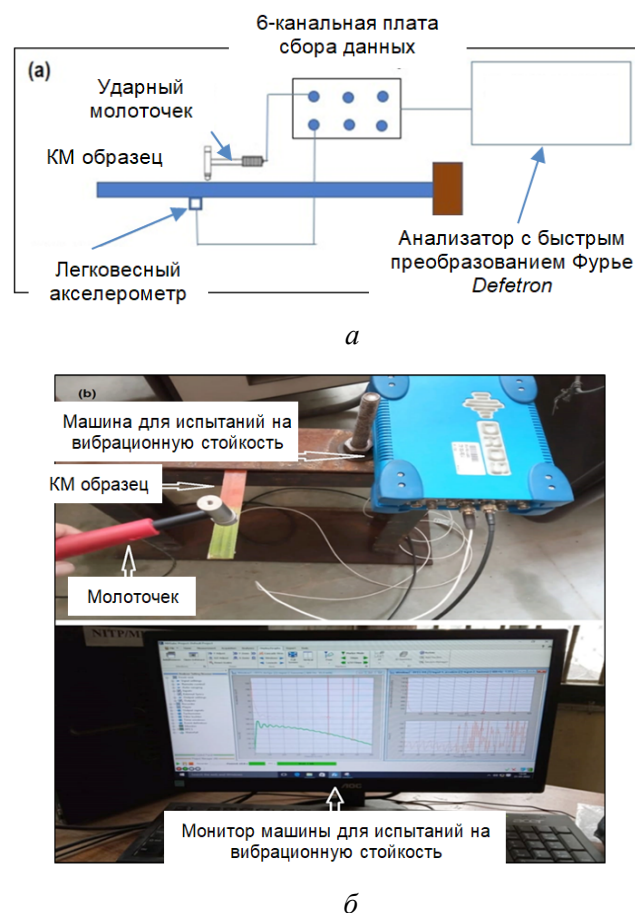 6-канальная плата
сбора данных
(a)
Ударный
молоточек
КМ образец
Анализатор с быстрым
преобразованием Фурье
Defetron
Легковесный
акселерометр
а
(b)
Машина для испытаний на
вибрационную стойкость
КМ образец
Молоточек
NITP/M
AOC
Монитор машины для испытаний на
вибрационную стойкость
б